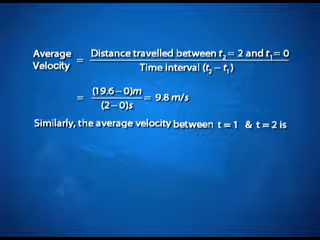 Average Velocity = Distance travelled between t₂ = 2 and t₁ = 0 / Time interval (t₂ − t₁)
= (19.6−0)m / (2−0)s = 9.8 m/s
Similarly, the average velocity between t = 1 & t = 2 is